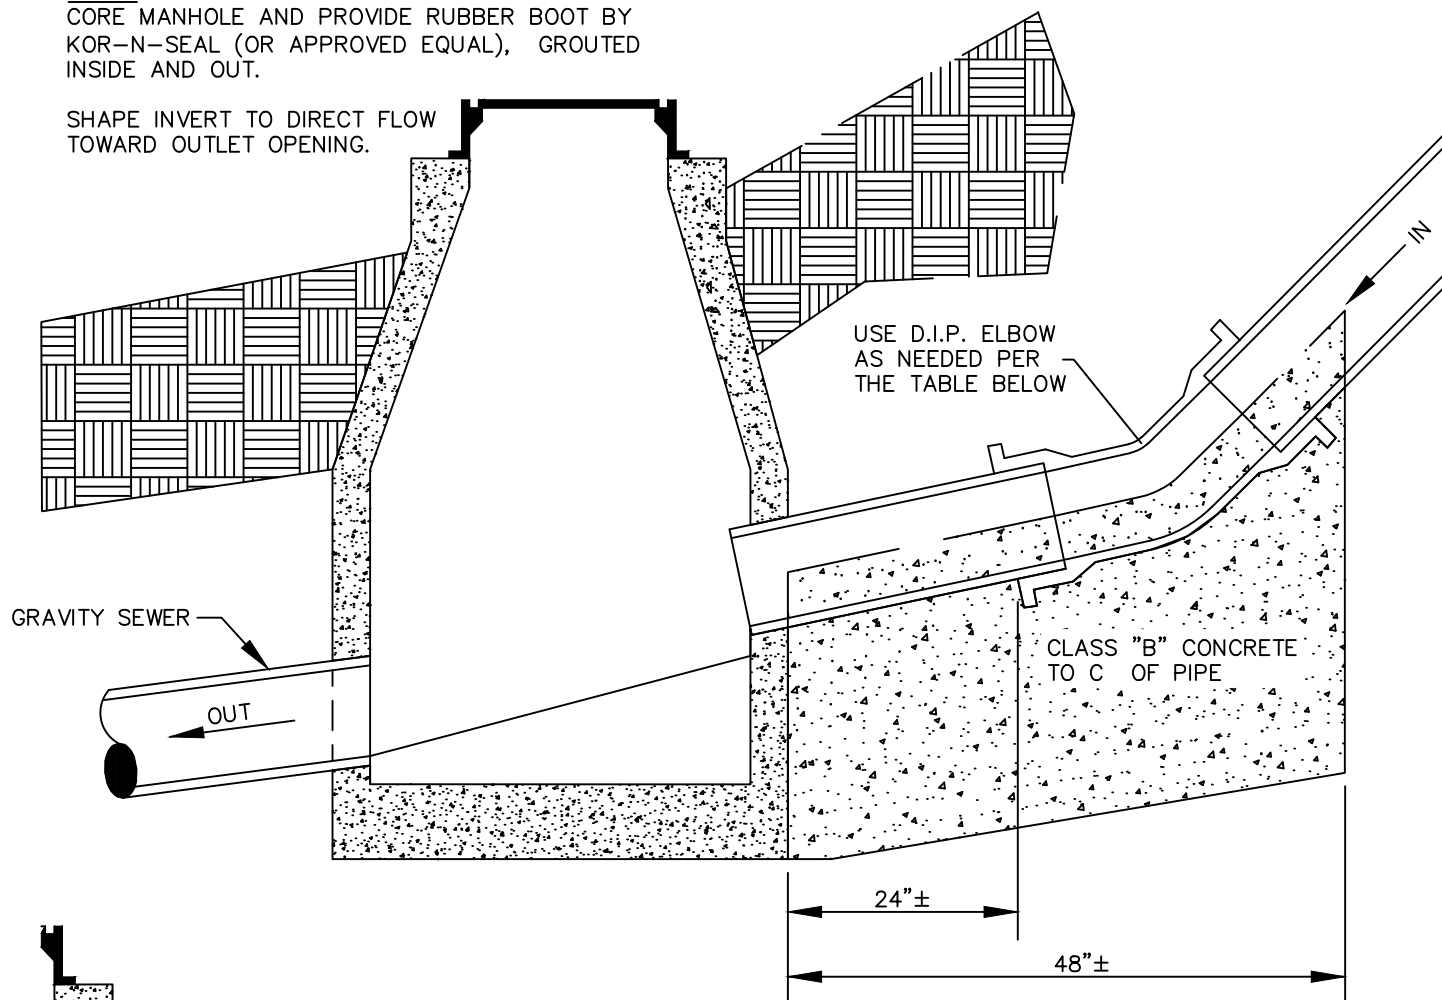 CORE MANHOLE AND PROVIDE RUBBER BOOT BY
KOR-N-SEAL (OR APPROVED EQUAL), GROUTED
INSIDE AND OUT.
SHAPE INVERT TO DIRECT FLOW
TOWARD OUTLET OPENING.
IN
USE D.I.P. ELBOW
AS NEEDED PER
THE TABLE BELOW
GRAVITY SEWER
CLASS "B" CONCRETE
TO C OF PIPE
OUT
24"±
48"±